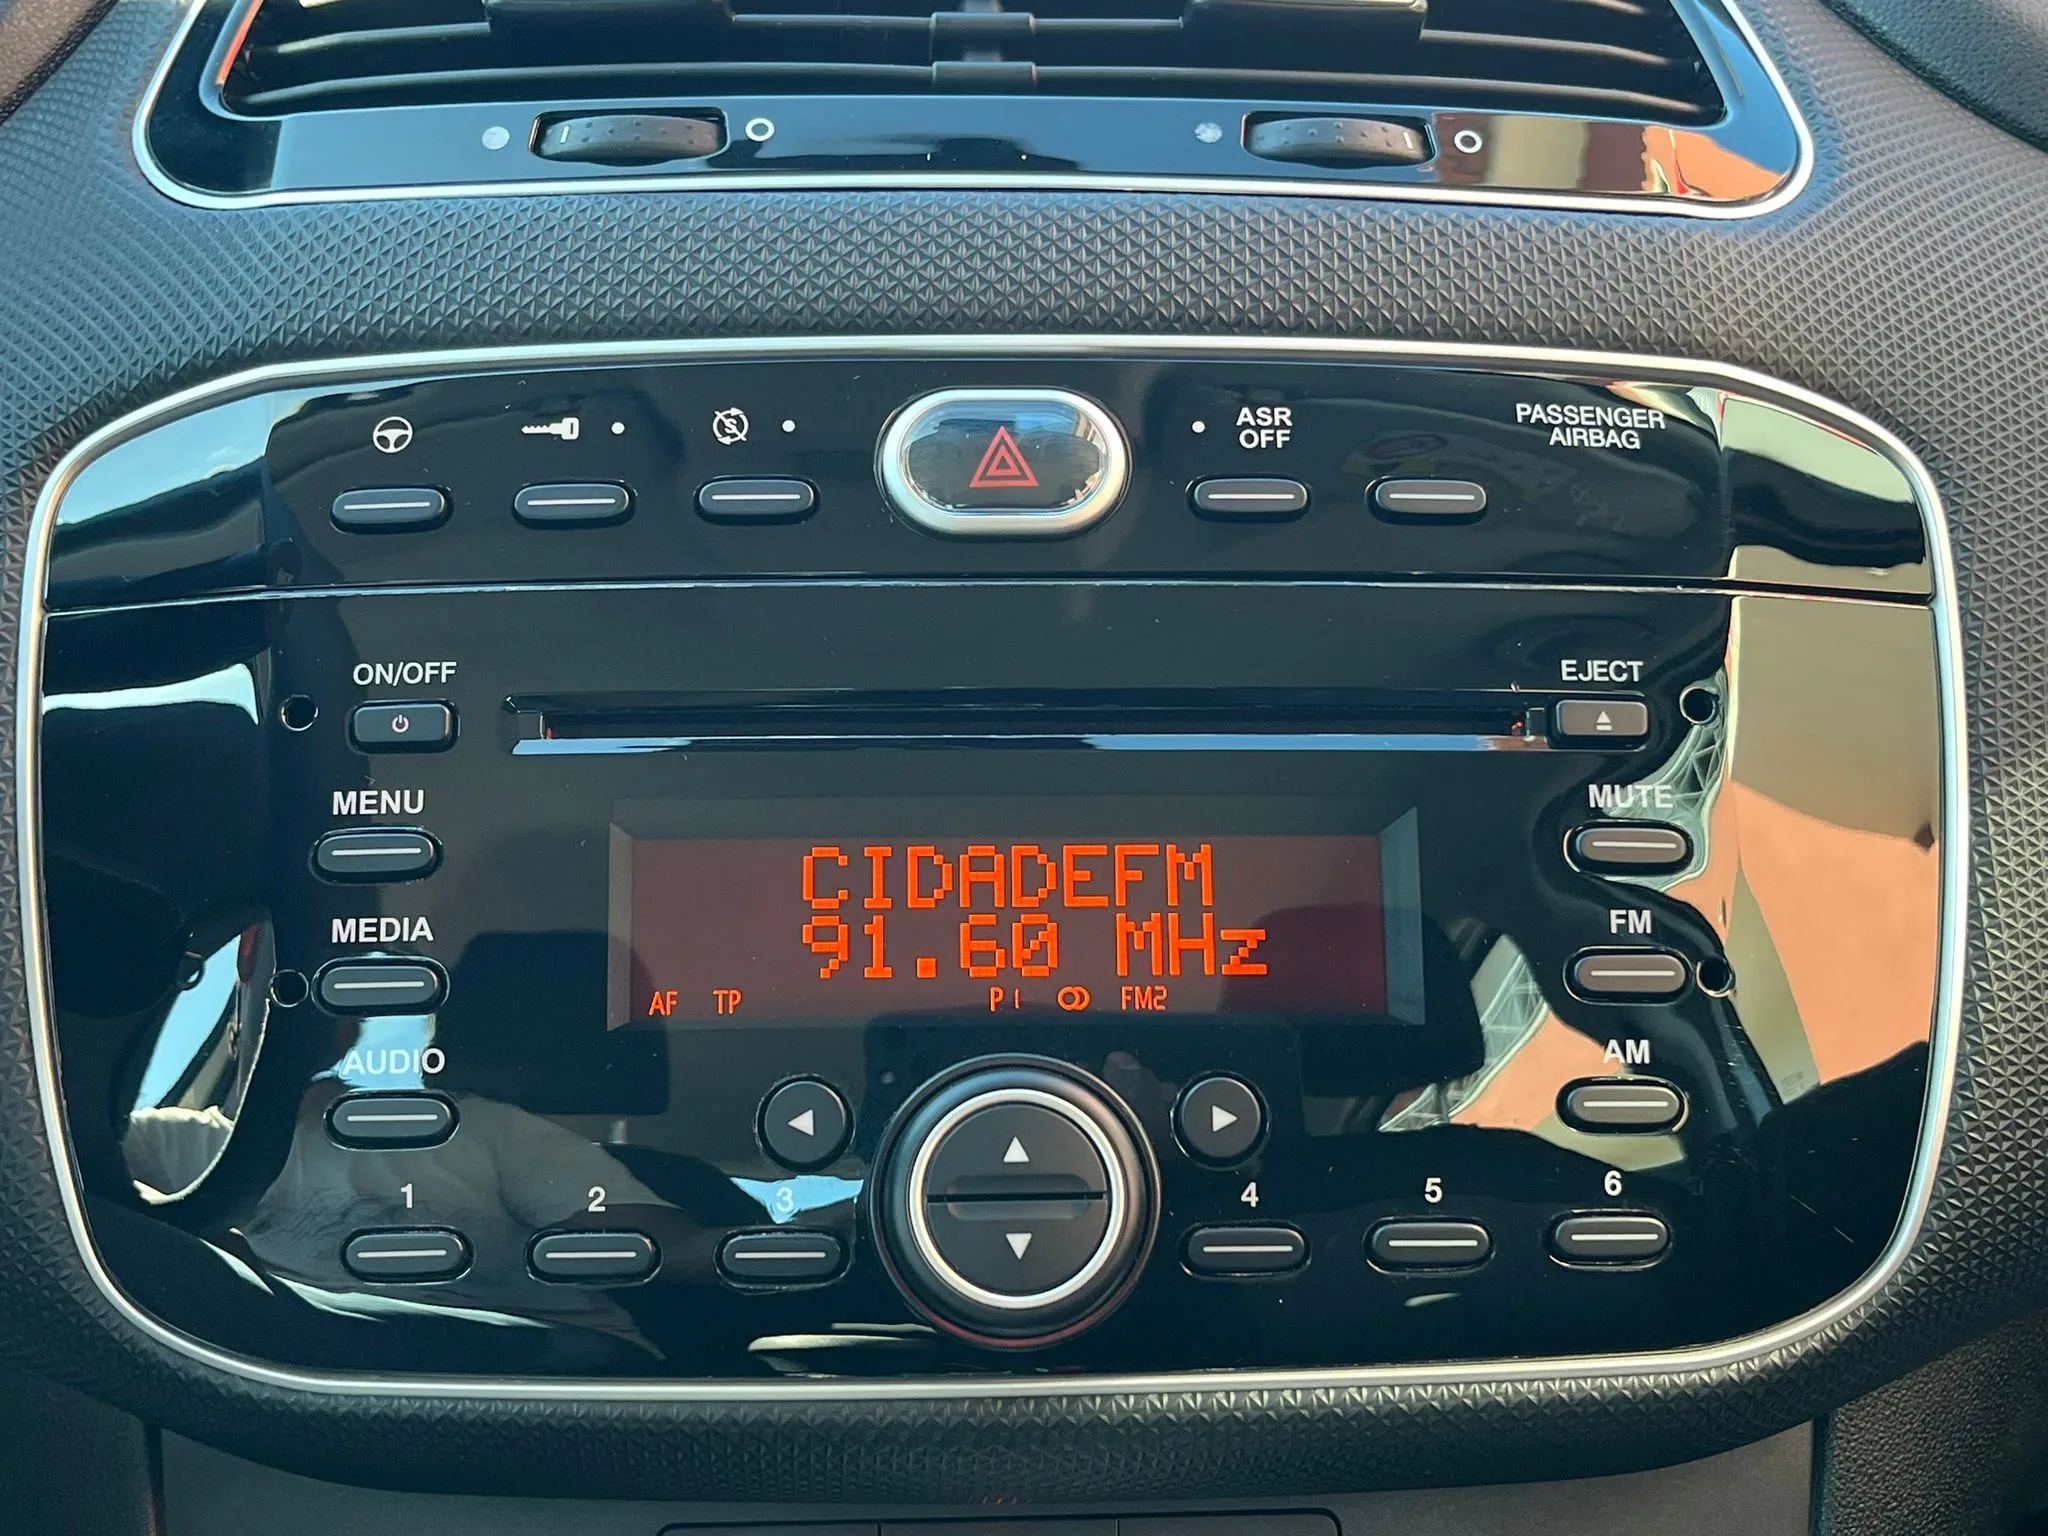 ASR
OFF
PASSENGER
AIRBAG
ON/OFF
EJECT
MENU
MUTE
CIDADEFM
91.60 MHz
MEDIA
FM
AF TP P1 FM2
AUDIO
AM
1 2 3 4 5 6